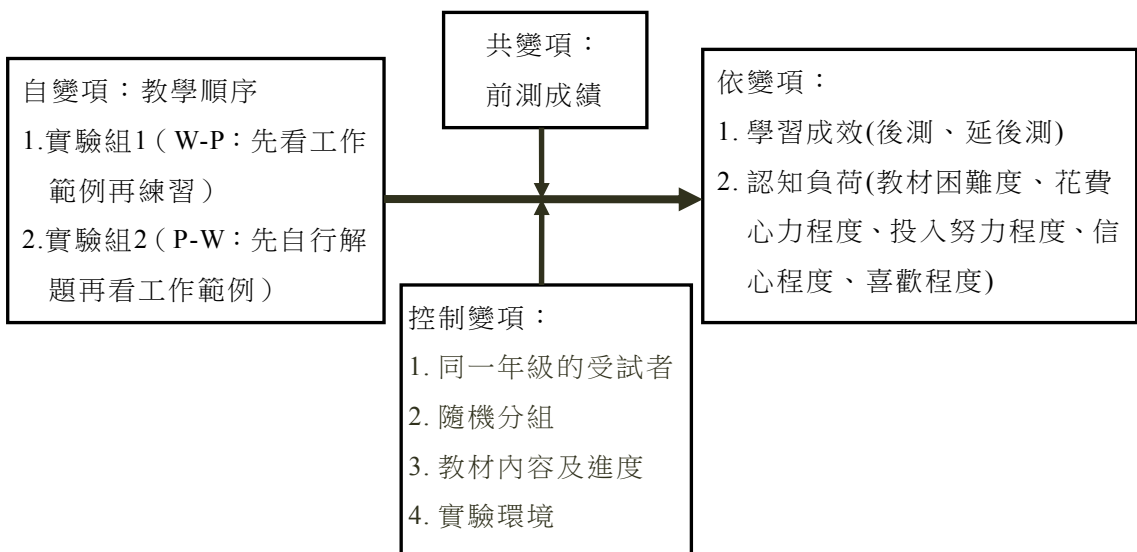 自變項：教學順序
1.實驗組1（W-P：先看工作
範例再練習）
2.實驗組2（P-W：先自行解
題再看工作範例）
共變項：
前測成績
依變項：
1. 學習成效(後測、延後測)
2. 認知負荷(教材困難度、花費
心力程度、投入努力程度、信
心程度、喜歡程度)
控制變項：
1. 同一年級的受試者
2. 隨機分組
3. 教材內容及進度
4. 實驗環境